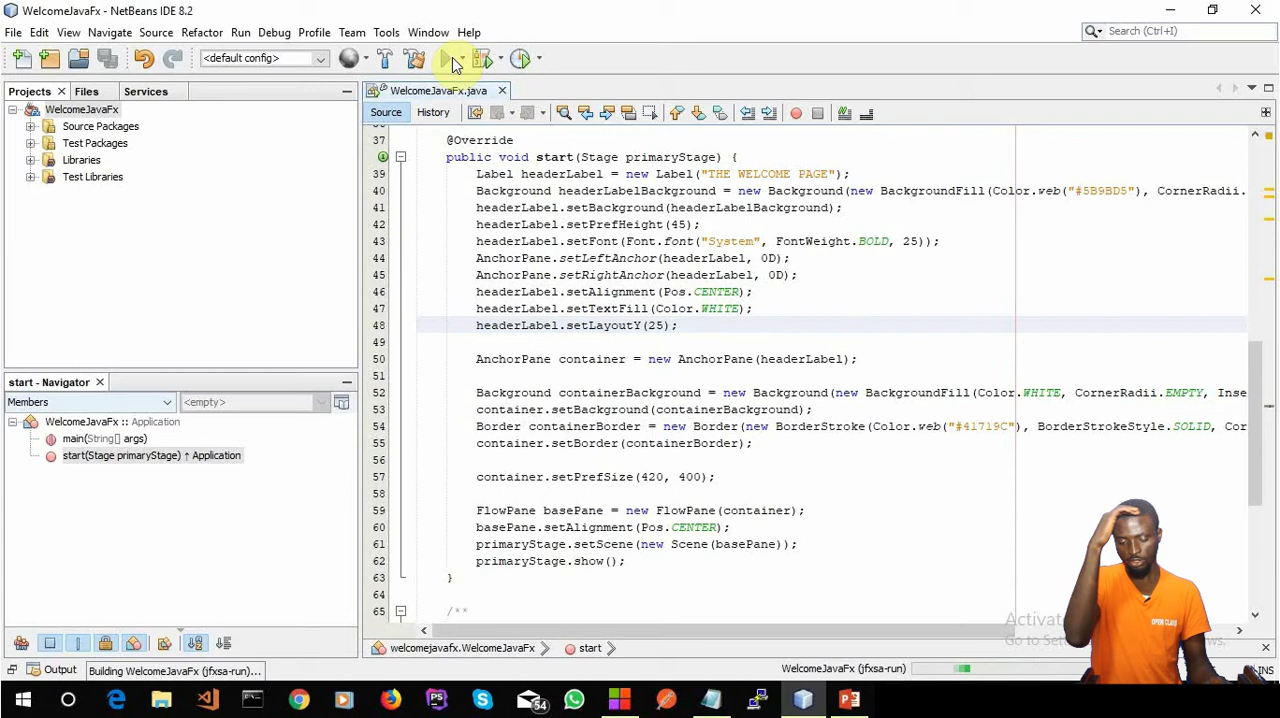 WelcomeJavaFx - NetBeans IDE 8.2
File Edit View Navigate Source Refactor Run Debug Profile Team Tools Window Help
Search (Ctrl+I)
<default config>
Projects Files Services
WelcomeJavaFx
Source Packages
Test Packages
Libraries
Test Libraries
start - Navigator
Members <empty>
WelcomeJavaFx :: Application
main(String[] args)
start(Stage primaryStage) ↑ Application
WelcomeJavaFx.java
Source History
37 @Override
public void start(Stage primaryStage) {
39 Label headerLabel = new Label("THE WELCOME PAGE");
40 Background headerLabelBackground = new Background(new BackgroundFill(Color.web("#5B9BD5"), CornerRadii.
41 headerLabel.setBackground(headerLabelBackground);
42 headerLabel.setPrefHeight(45);
43 headerLabel.setFont(Font.font("System", FontWeight.BOLD, 25));
44 AnchorPane.setLeftAnchor(headerLabel, 0D);
45 AnchorPane.setRightAnchor(headerLabel, 0D);
46 headerLabel.setAlignment(Pos.CENTER);
47 headerLabel.setTextFill(Color.WHITE);
48 headerLabel.setLayoutY(25);
49
50 AnchorPane container = new AnchorPane(headerLabel);
51
52 Background containerBackground = new Background(new BackgroundFill(Color.WHITE, CornerRadii.EMPTY, Inse
53 container.setBackground(containerBackground);
54 Border containerBorder = new Border(new BorderStroke(Color.web("#41719C"), BorderStrokeStyle.SOLID, Cor
55 container.setBorder(containerBorder);
56
57 container.setPrefSize(420, 400);
58
59 FlowPane basePane = new FlowPane(container);
60 basePane.setAlignment(Pos.CENTER);
61 primaryStage.setScene(new Scene(basePane));
62 primaryStage.show();
63 }
65 /**
OPEN CLASS
welcomejavafx.WelcomeJavaFx start
Output Building WelcomeJavaFx (jfxsa-run)...
WelcomeJavaFx (jfxsa-run)
INS
54